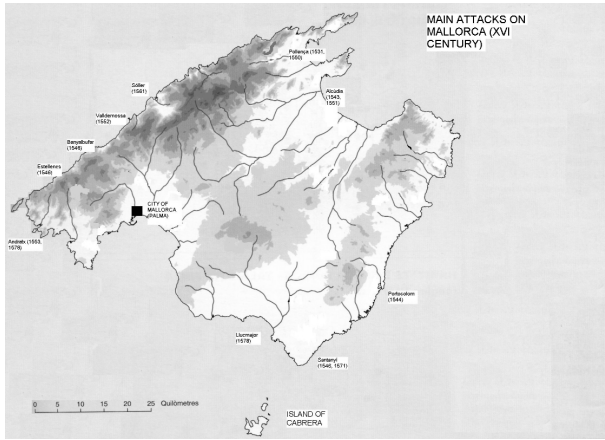 MAIN ATTACKS ON
MALLORCA (XVI
CENTURY)
Pollença (1531,
1550)
Sóller
(1561)
Alcúdia
(1543,
1551)
Valldemossa
(1552)
Banyalbufar
(1546)
Estellencs
(1546)
CITY OF
MALLORCA
(PALMA)
Andratx (1553,
1578)
Portocolom
(1544)
Llucmajor
(1578)
Santanyí
(1546, 1571)
0 5 10 15 20 25 Quilòmetres
ISLAND OF
CABRERA